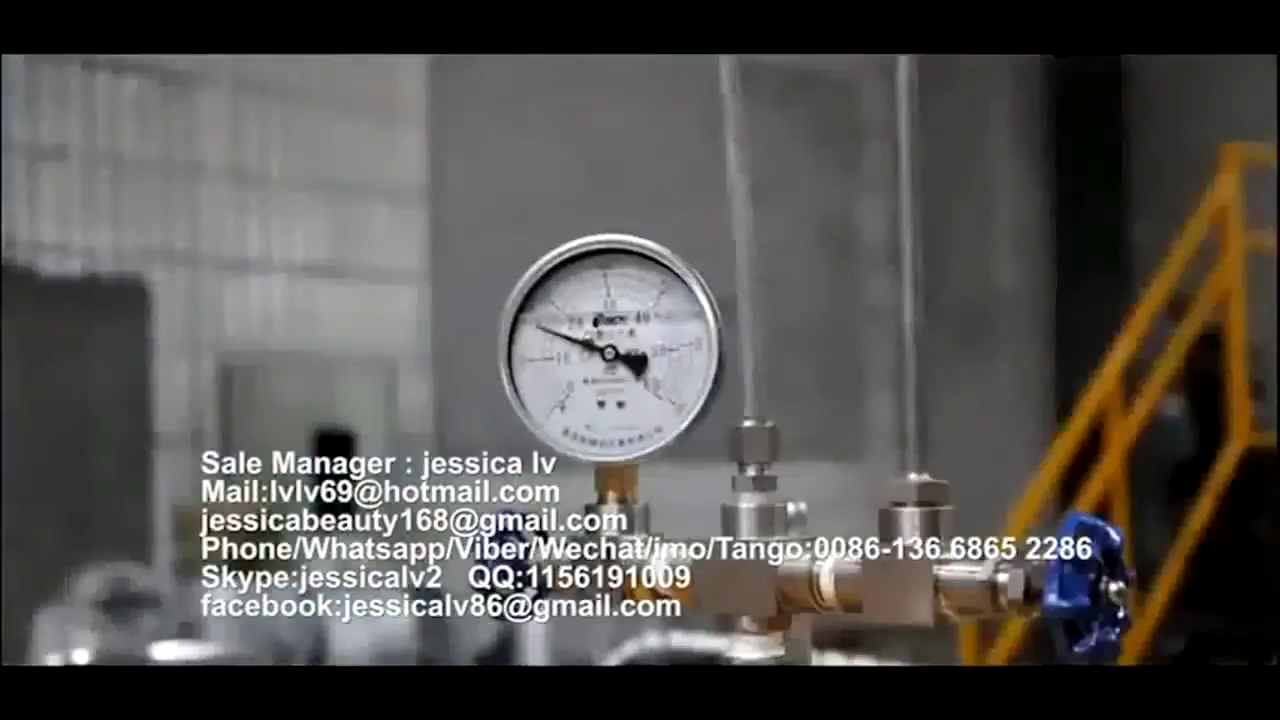 Sale Manager : jessica lv
Mail:lvlv69@hotmail.com
jessicabeauty168@gmail.com
Phone/Whatsapp/Viber/Wechat/imo/Tango:0086-136 6865 2286
Skype:jessicalv2 QQ:1156191009
facebook:jessicalv86@gmail.com